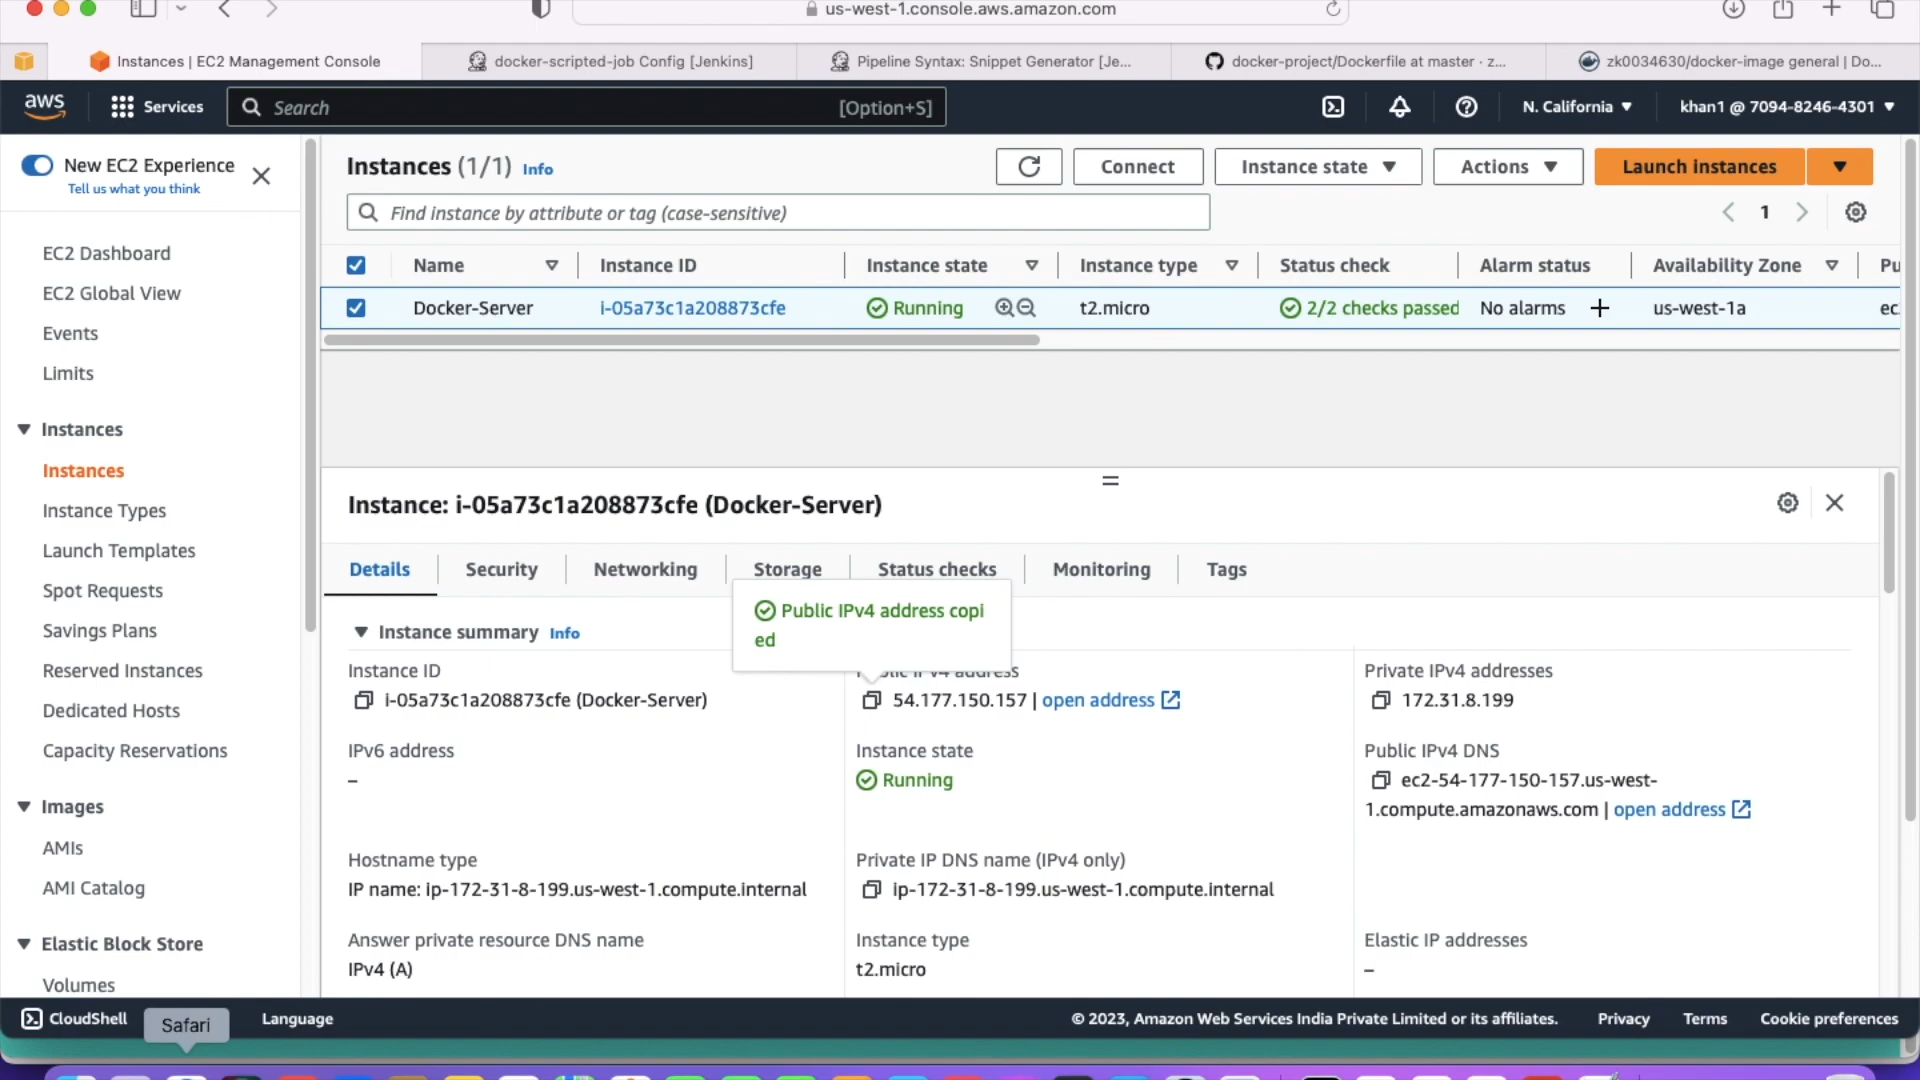 us-west-1.console.aws.amazon.com
Instances | EC2 Management Console
docker-scripted-job Config [Jenkins]
Pipeline Syntax: Snippet Generator [Je...
docker-project/Dockerfile at master · z...
zk0034630/docker-image general | Do...
aws
Services
Search
[Option+S]
N. California
khan1 @ 7094-8246-4301
New EC2 Experience
Tell us what you think
EC2 Dashboard
EC2 Global View
Events
Limits
Instances
Instances
Instance Types
Launch Templates
Spot Requests
Savings Plans
Reserved Instances
Dedicated Hosts
Capacity Reservations
Images
AMIs
AMI Catalog
Elastic Block Store
Volumes
Instances (1/1) Info
Connect
Instance state
Actions
Launch instances
Find instance by attribute or tag (case-sensitive)
1
Name
Instance ID
Instance state
Instance type
Status check
Alarm status
Availability Zone
Pu
Docker-Server
i-05a73c1a208873cfe
Running
t2.micro
2/2 checks passed
No alarms
us-west-1a
ec
Instance: i-05a73c1a208873cfe (Docker-Server)
Details
Security
Networking
Storage
Status checks
Monitoring
Tags
Public IPv4 address copi
ed
Instance summary Info
Instance ID
i-05a73c1a208873cfe (Docker-Server)
Public IPv4 address
54.177.150.157 | open address
Private IPv4 addresses
172.31.8.199
IPv6 address
–
Instance state
Running
Public IPv4 DNS
ec2-54-177-150-157.us-west-
1.compute.amazonaws.com | open address
Hostname type
IP name: ip-172-31-8-199.us-west-1.compute.internal
Private IP DNS name (IPv4 only)
ip-172-31-8-199.us-west-1.compute.internal
Answer private resource DNS name
IPv4 (A)
Instance type
t2.micro
Elastic IP addresses
–
CloudShell
Safari
Language
© 2023, Amazon Web Services India Private Limited or its affiliates.
Privacy
Terms
Cookie preferences